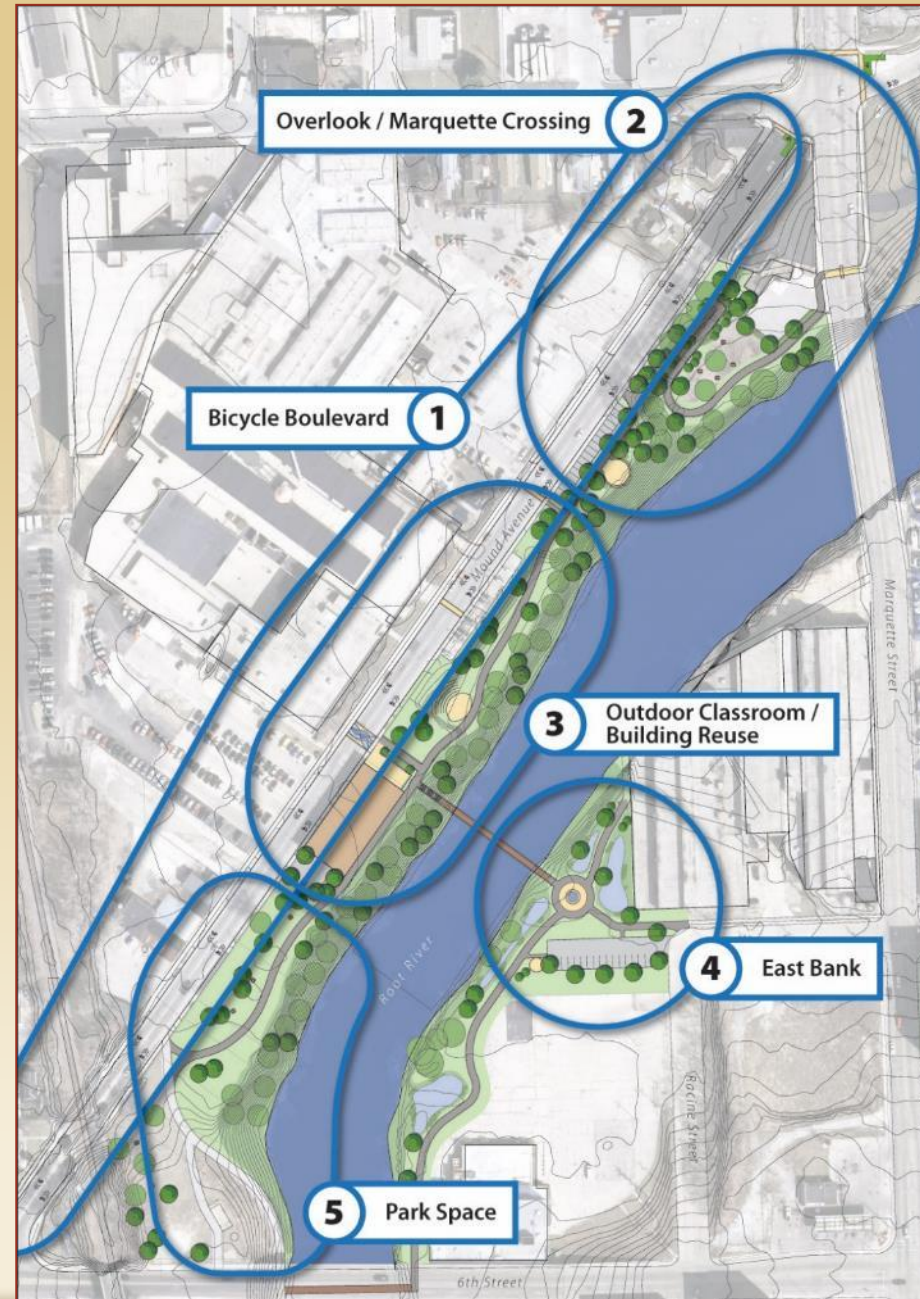 Overlook / Marquette Crossing 2
Bicycle Boulevard 1
Mound Avenue
Marquette Street
3 Outdoor Classroom /
Building Reuse
Root River
4 East Bank
Racine Street
5 Park Space
6th Street